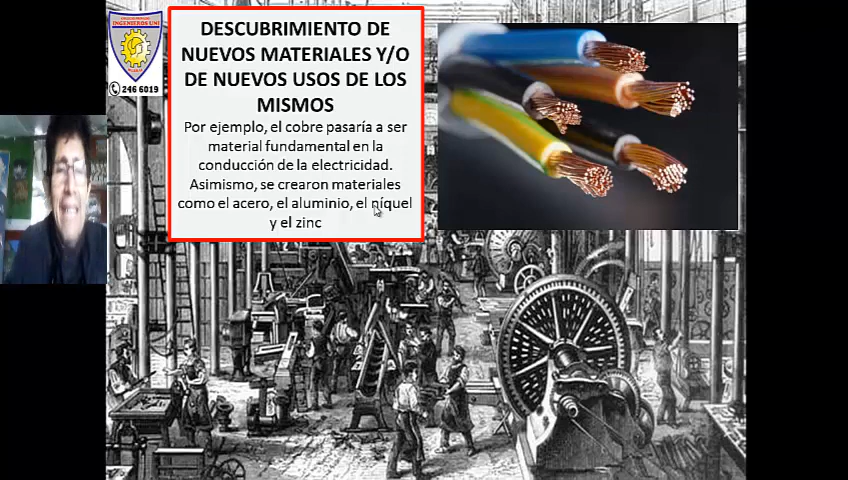 INGENIEROS UNI
246 6019
DESCUBRIMIENTO DE
NUEVOS MATERIALES Y/O
DE NUEVOS USOS DE LOS
MISMOS
Por ejemplo, el cobre pasaría a ser
material fundamental en la
conducción de la electricidad.
Asimismo, se crearon materiales
como el acero, el aluminio, el níquel
y el zinc